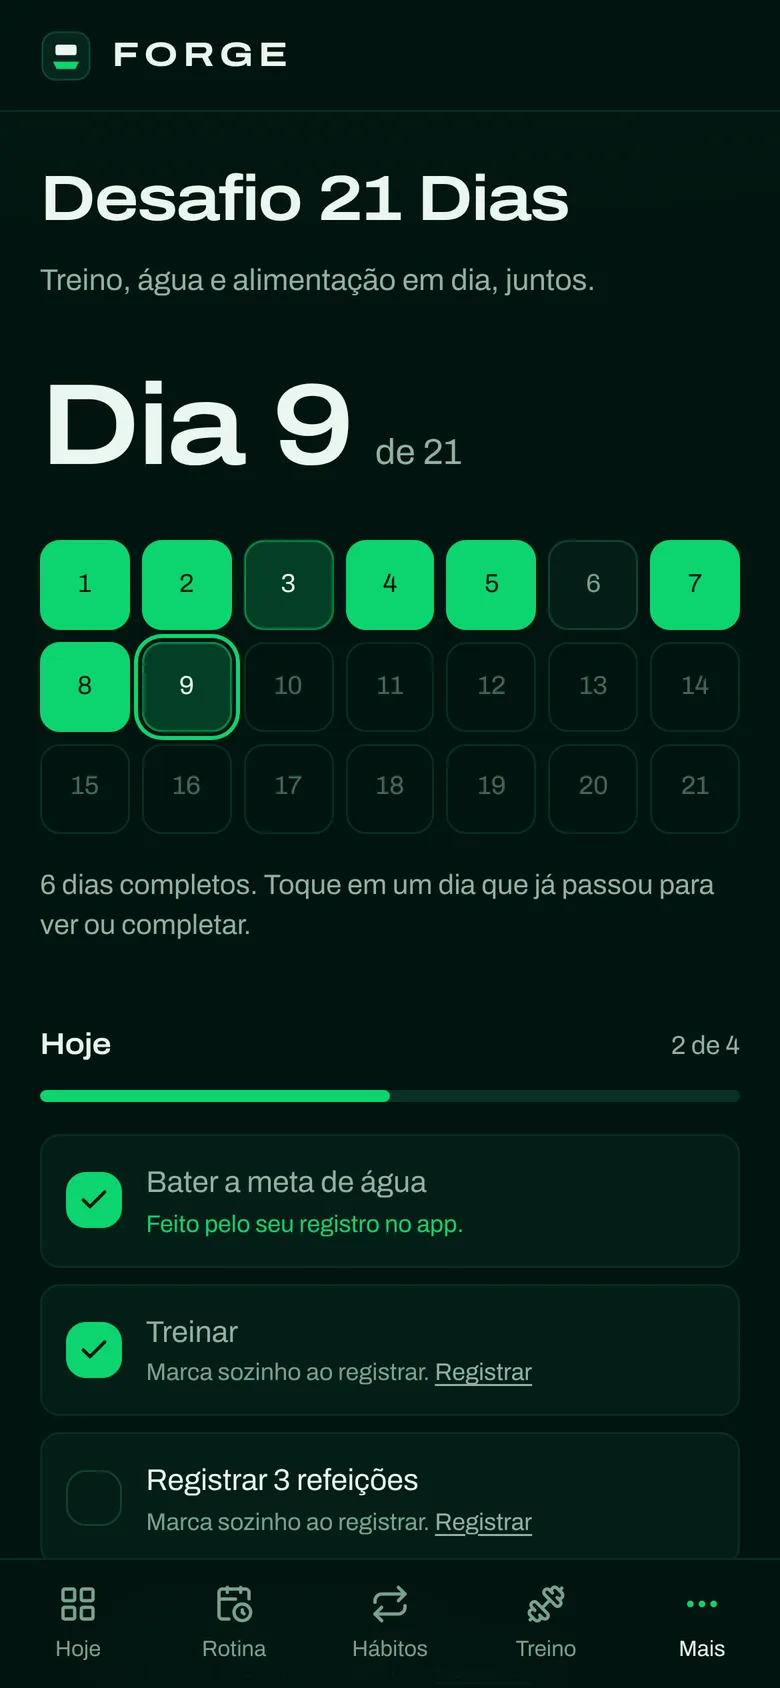 FORGE
Desafio 21 Dias
Treino, água e alimentação em dia, juntos.
Dia 9 de 21
1 2 3 4 5 6 7
8 9 10 11 12 13 14
15 16 17 18 19 20 21
6 dias completos. Toque em um dia que já passou para
ver ou completar.
Hoje 2 de 4
Bater a meta de água
Feito pelo seu registro no app.
Treinar
Marca sozinho ao registrar. Registrar
Registrar 3 refeições
Marca sozinho ao registrar. Registrar
Hoje Rotina Hábitos Treino Mais